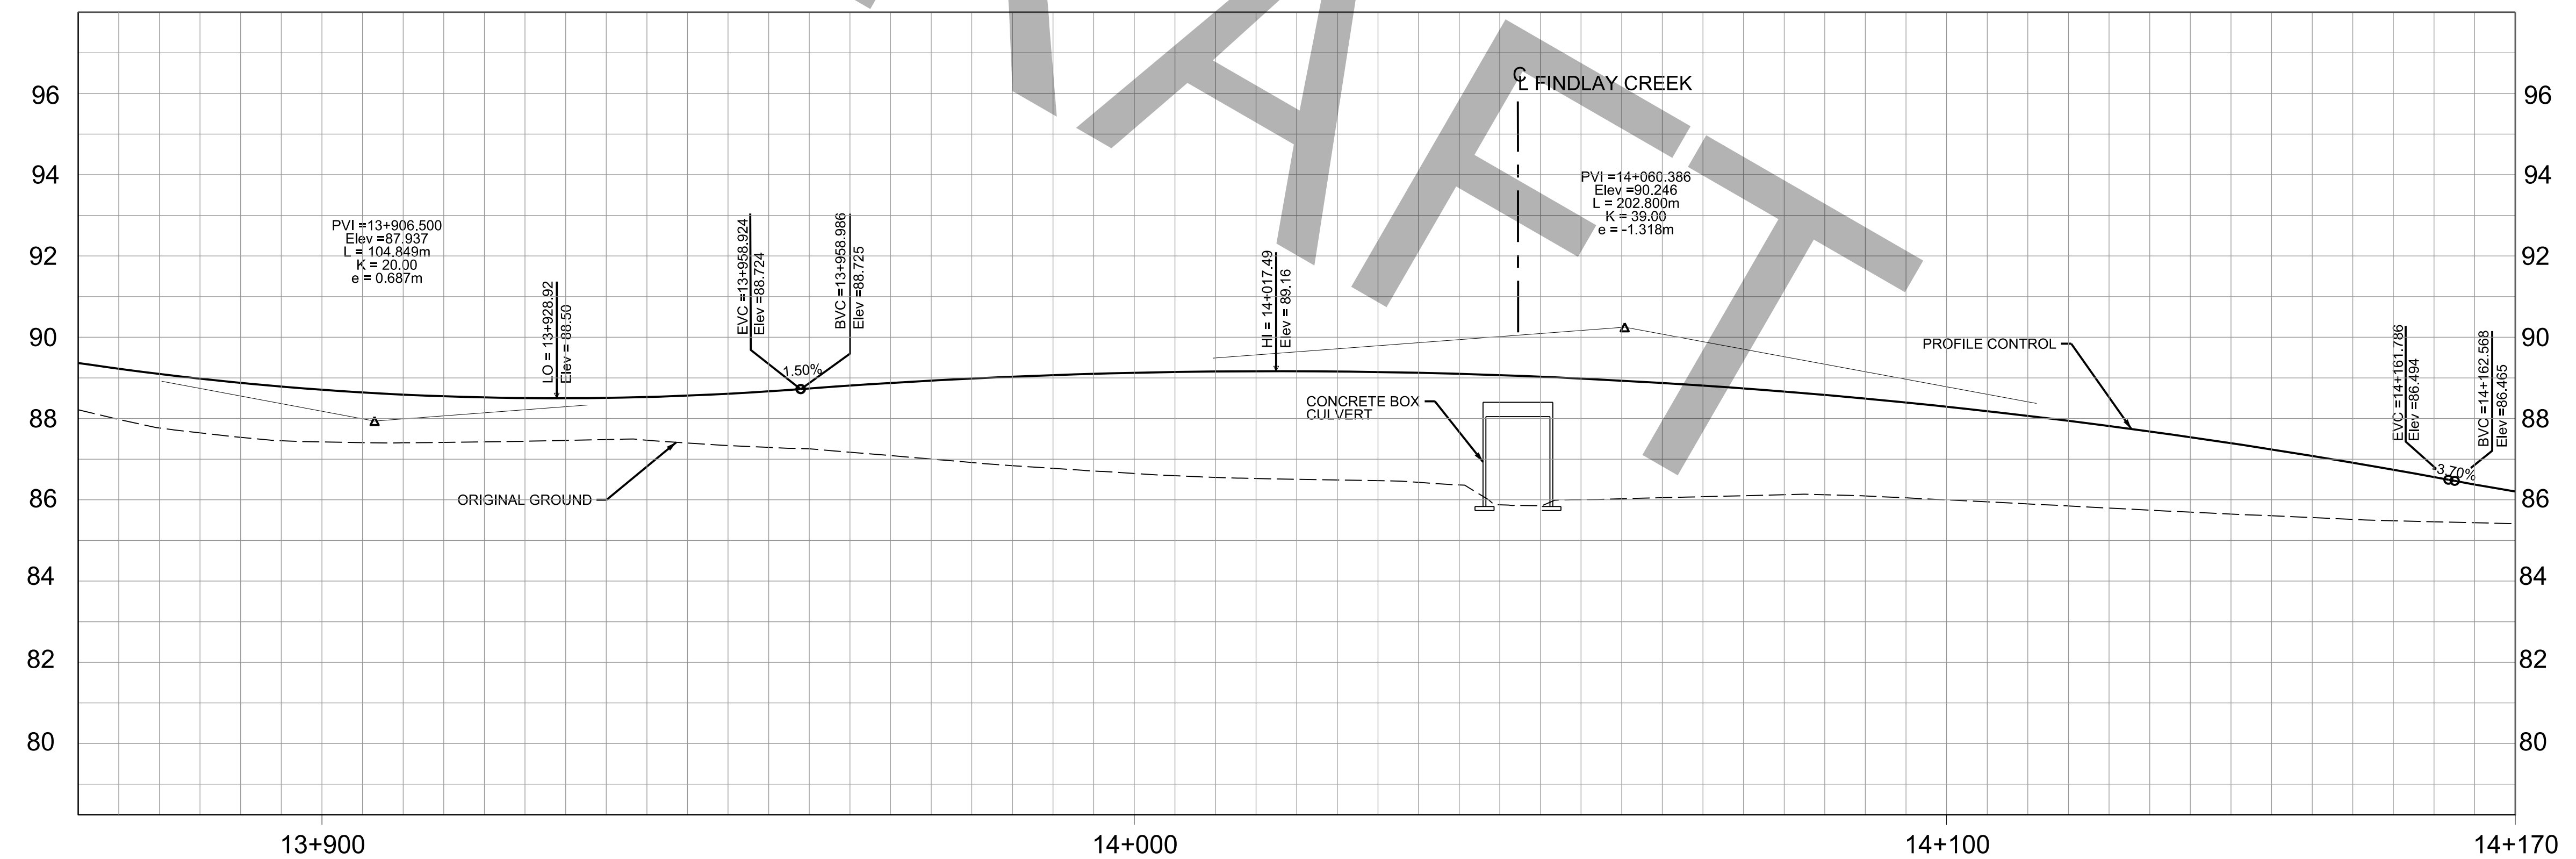 AFT
96
96
℄ FINDLAY CREEK
94
94
PVI =14+060.386
Elev =90.246
L = 202.800m
K = 39.00
e = -1.318m
PVI =13+906.500
Elev =87.937
L = 104.849m
K = 20.00
e = 0.687m
92
92
LO = 13+928.92
Elev = 88.50
EVC =13+958.924
Elev =88.724
BVC =13+958.986
Elev =88.725
HI = 14+017.49
Elev = 89.16
90
90
PROFILE CONTROL
EVC =14+161.786
Elev =86.494
BVC =14+162.568
Elev =86.465
1.50%
CONCRETE BOX
CULVERT
88
88
-3.70%
ORIGINAL GROUND
86
86
84
84
82
82
80
80
13+900
14+000
14+100
14+170